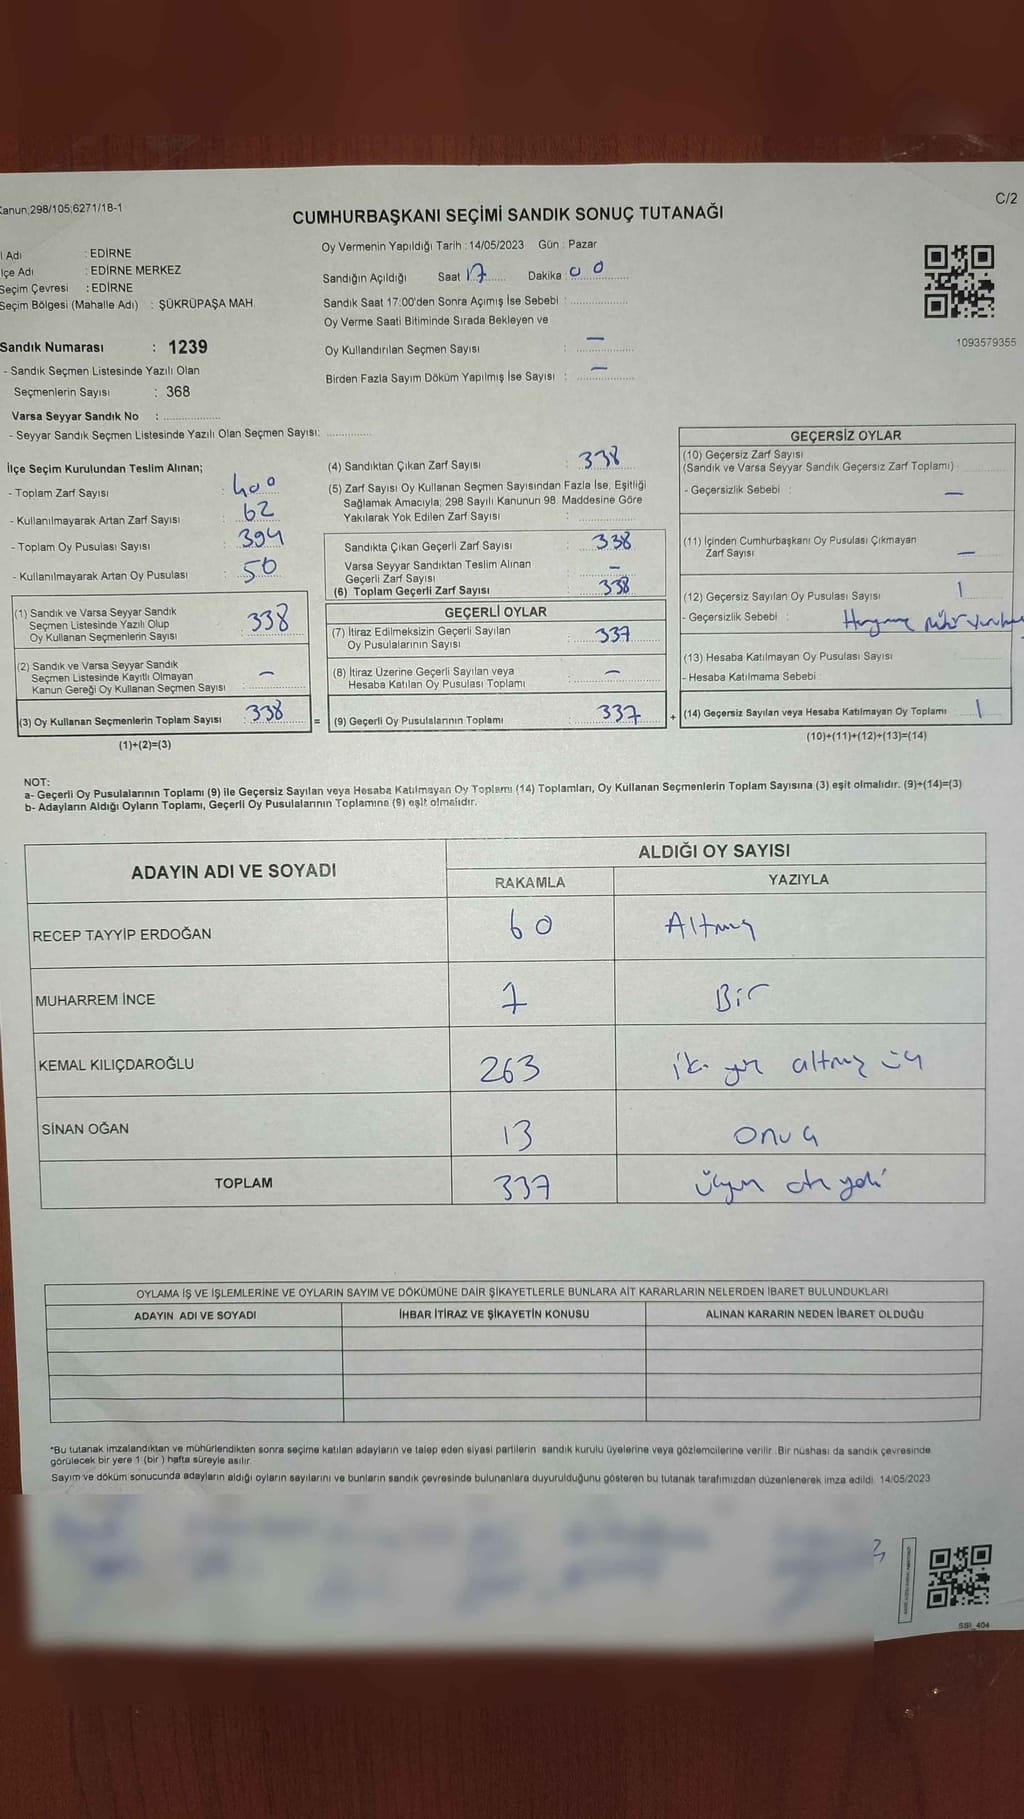 Kanun;298/105;6271/18-1
C/2
CUMHURBAŞKANI SEÇİMİ SANDIK SONUÇ TUTANAĞI
l Adı : EDİRNE
lçe Adı : EDİRNE MERKEZ
Seçim Çevresi : EDİRNE
Seçim Bölgesi (Mahalle Adı) : ŞÜKRÜPAŞA MAH.
Sandık Numarası : 1239
- Sandık Seçmen Listesinde Yazılı Olan
Seçmenlerin Sayısı : 368
Varsa Seyyar Sandık No : ..................
- Seyyar Sandık Seçmen Listesinde Yazılı Olan Seçmen Sayısı: ..............
Oy Vermenin Yapıldığı Tarih : 14/05/2023 Gün : Pazar
Sandığın Açıldığı Saat 17 Dakika 00
Sandık Saat 17:00'den Sonra Açımış İse Sebebi : ..................
Oy Verme Saati Bitiminde Sırada Bekleyen ve
Oy Kullandırılan Seçmen Sayısı : —
Birden Fazla Sayım Döküm Yapılmış İse Sayısı : —
1093579355
İlçe Seçim Kurulundan Teslim Alınan;
- Toplam Zarf Sayısı : 400
- Kullanılmayarak Artan Zarf Sayısı : 62
- Toplam Oy Pusulası Sayısı : 394
- Kullanılmayarak Artan Oy Pusulası : 50
(1) Sandık ve Varsa Seyyar Sandık
Seçmen Listesinde Yazılı Olup
Oy Kullanan Seçmenlerin Sayısı : 338
(2) Sandık ve Varsa Seyyar Sandık
Seçmen Listesinde Kayıtlı Olmayan
Kanun Gereği Oy Kullanan Seçmen Sayısı : —
(3) Oy Kullanan Seçmenlerin Toplam Sayısı : 338
(1)+(2)=(3)
(4) Sandıktan Çıkan Zarf Sayısı : 338
(5) Zarf Sayısı Oy Kullanan Seçmen Sayısından Fazla İse, Eşitliği
Sağlamak Amacıyla; 298 Sayılı Kanunun 98. Maddesine Göre
Yakılarak Yok Edilen Zarf Sayısı : ..................
Sandıkta Çıkan Geçerli Zarf Sayısı : 338
Varsa Seyyar Sandıktan Teslim Alınan
Geçerli Zarf Sayısı : —
(6) Toplam Geçerli Zarf Sayısı : 338
GEÇERLİ OYLAR
(7) İtiraz Edilmeksizin Geçerli Sayılan
Oy Pusulalarının Sayısı : 337
(8) İtiraz Üzerine Geçerli Sayılan veya
Hesaba Katılan Oy Pusulası Toplamı : —
= (9) Geçerli Oy Pusulalarının Toplamı : 337
GEÇERSİZ OYLAR
(10) Geçersiz Zarf Sayısı
(Sandık ve Varsa Seyyar Sandık Geçersiz Zarf Toplamı)
- Geçersizlik Sebebi : —
(11) İçinden Cumhurbaşkanı Oy Pusulası Çıkmayan
Zarf Sayısı —
(12) Geçersiz Sayılan Oy Pusulası Sayısı : 1
- Geçersizlik Sebebi :
(13) Hesaba Katılmayan Oy Pusulası Sayısı
- Hesaba Katılmama Sebebi
+ (14) Geçersiz Sayılan veya Hesaba Katılmayan Oy Toplamı 1
(10)+(11)+(12)+(13)=(14)
NOT:
a- Geçerli Oy Pusulalarının Toplamı (9) ile Geçersiz Sayılan veya Hesaba Katılmayan Oy Toplamı (14) Toplamları, Oy Kullanan Seçmenlerin Toplam Sayısına (3) eşit olmalıdır. (9)+(14)=(3)
b- Adayların Aldığı Oyların Toplamı, Geçerli Oy Pusulalarının Toplamına (9) eşit olmalıdır.
ADAYIN ADI VE SOYADI
ALDIĞI OY SAYISI
RAKAMLA YAZIYLA
RECEP TAYYİP ERDOĞAN 60 Altmış
MUHARREM İNCE 1 Bir
KEMAL KILIÇDAROĞLU 263 iki yüz altmış üç
SİNAN OĞAN 13 Onüç
TOPLAM 337 Üçyüz otuz yedi
OYLAMA İŞ VE İŞLEMLERİNE VE OYLARIN SAYIM VE DÖKÜMÜNE DAİR ŞİKAYETLERLE BUNLARA AİT KARARLARIN NELERDEN İBARET BULUNDUKLARI
ADAYIN ADI VE SOYADI İHBAR İTİRAZ VE ŞİKAYETİN KONUSU ALINAN KARARIN NEDEN İBARET OLDUĞU
*Bu tutanak imzalandıktan ve mühürlendikten sonra seçime katılan adayların ve talep eden siyasi partilerin sandık kurulu üyelerine veya gözlemcilerine verilir. Bir nüshası da sandık çevresinde
görülecek bir yere 1 (bir) hafta süreyle asılır.
Sayım ve döküm sonucunda adayların aldığı oyların sayılarını ve bunların sandık çevresinde bulunanlara duyurulduğunu gösteren bu tutanak tarafımızdan düzenlenerek imza edildi. 14/05/2023
SSI_404